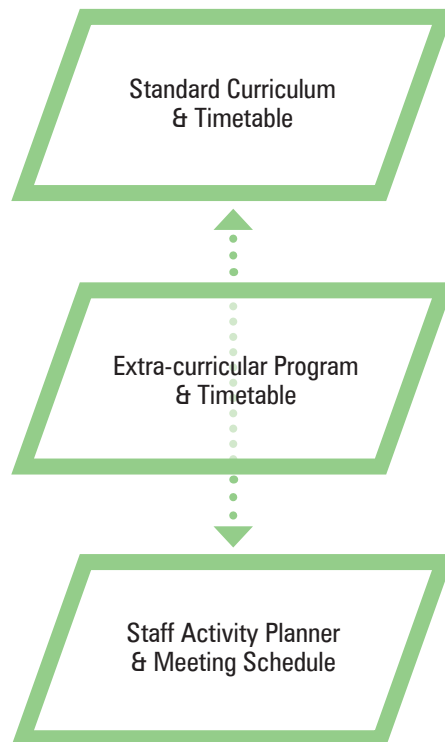 Standard Curriculum
& Timetable
Extra-curricular Program
& Timetable
Staff Activity Planner
& Meeting Schedule